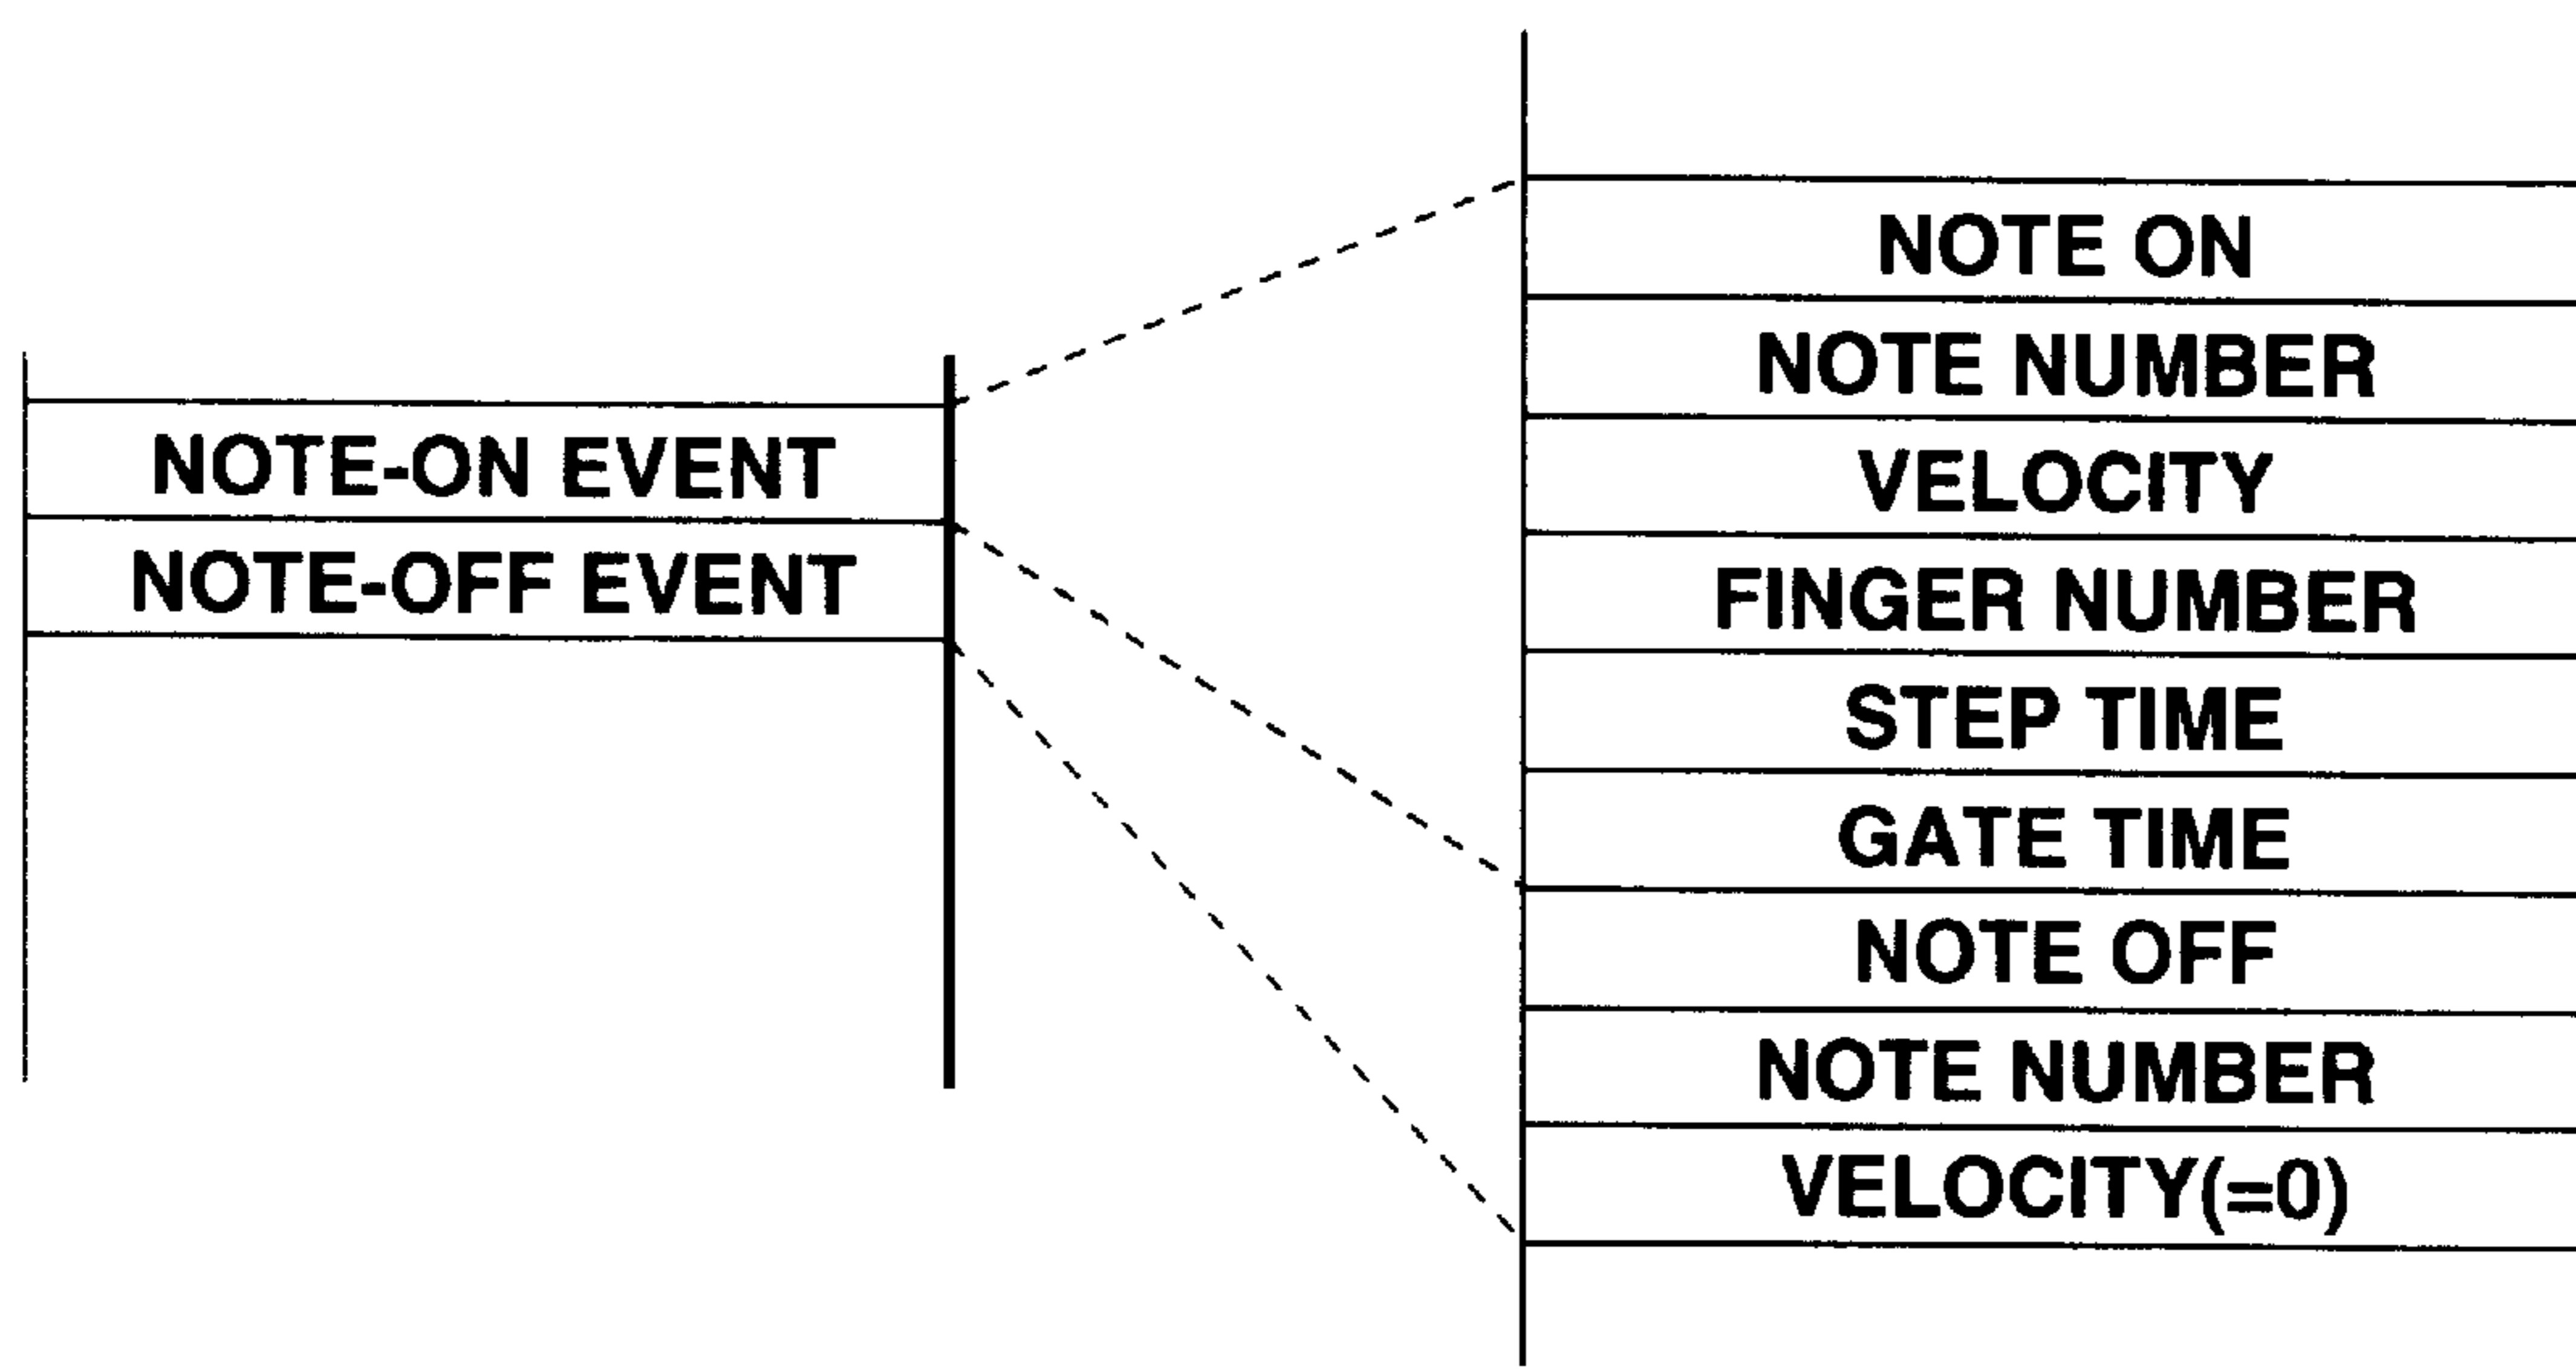 NOTE-ON EVENT
NOTE-OFF EVENT
NOTE ON
NOTE NUMBER
VELOCITY
FINGER NUMBER
STEP TIME
GATE TIME
NOTE OFF
NOTE NUMBER
VELOCITY(=0)